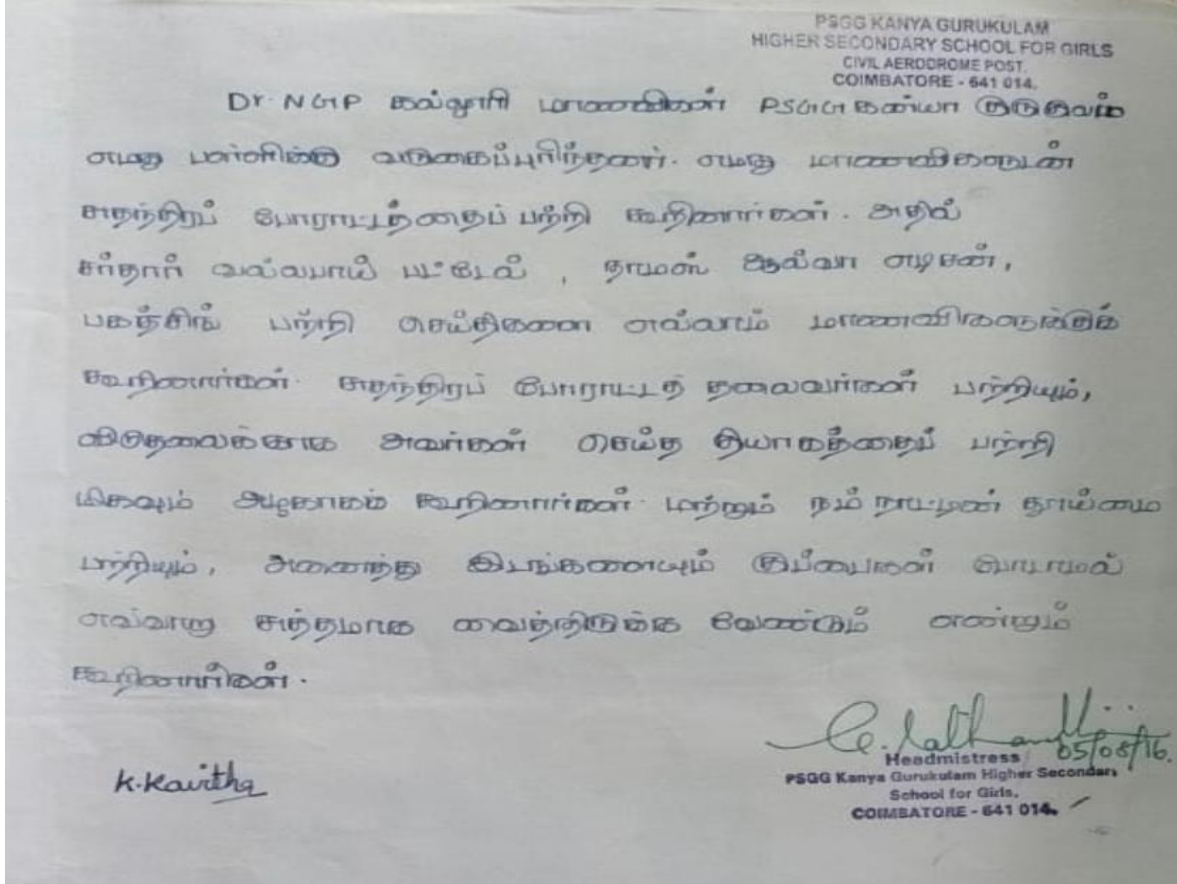 PSGG KANYA GURUKULAM
HIGHER SECONDARY SCHOOL FOR GIRLS
CIVIL AERODROME POST,
COIMBATORE - 641 014.
Dr. NGP கல்லூரி மாணவிகள் PSGG கன்யா குருகுலம்
எமது பள்ளிக்கு வருகைப்புரிந்தனர். எமது மாணவிகளுடன்
சுதந்திரப் போராட்டத்தைப் பற்றி கூறினார்கள். அதில்
சர்தார் வல்லபாய் பட்டேல் , தாமஸ் ஆல்வா எடிசன்,
பகத்சிங் பற்றி செய்திகளை எல்லாம் மாணவிகளுக்குக்
கூறினார்கள். சுதந்திரப் போராட்டத் தலைவர்கள் பற்றியும்,
விடுதலைக்காக அவர்கள் செய்த தியாகத்தைப் பற்றி
மிகவும் அழகாகக் கூறினார்கள். மற்றும் நம் நாட்டின் தூய்மை
பற்றியும், அனைத்து இடங்களையும் குப்பைகள் போடாமல்
எவ்வாறு சுத்தமாக வைத்திருக்க வேண்டும் என்றும்
கூறினார்கள்.
05/08/16.
Headmistress
K.Kavitha
PSGG Kanya Gurukulam Higher Secondary
School for Girls,
COIMBATORE - 641 014.